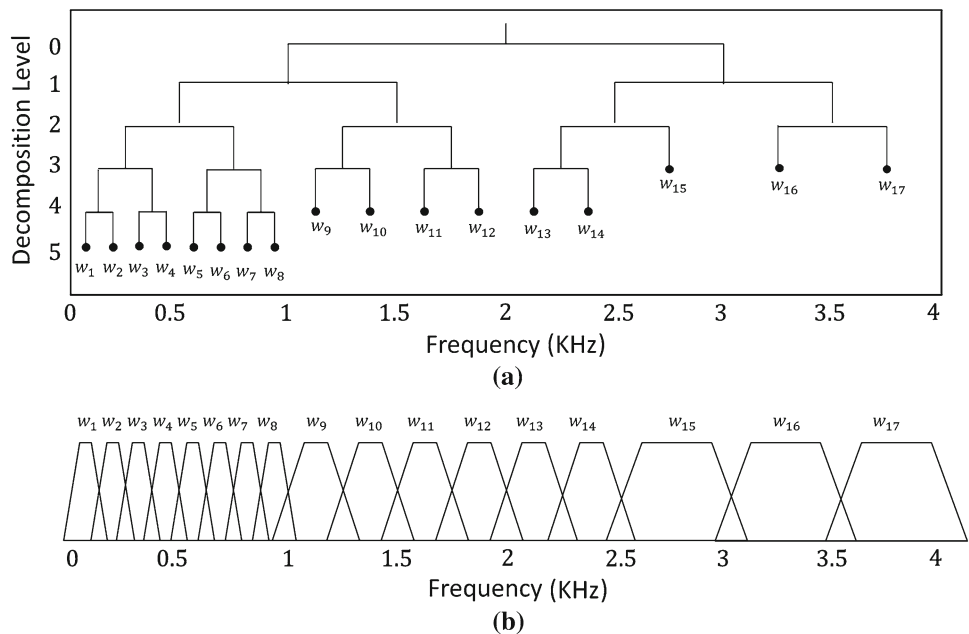 Decomposition Level
0
1
2
3
4
5
w₁₅ w₁₆ w₁₇
w₉ w₁₀ w₁₁ w₁₂ w₁₃ w₁₄
w₁ w₂ w₃ w₄ w₅ w₆ w₇ w₈
0 0.5 1 1.5 2 2.5 3 3.5 4
Frequency (KHz)
(a)
w₁ w₂ w₃ w₄ w₅ w₆ w₇ w₈ w₉ w₁₀ w₁₁ w₁₂ w₁₃ w₁₄ w₁₅ w₁₆ w₁₇
0 0.5 1 1.5 2 2.5 3 3.5 4
Frequency (KHz)
(b)